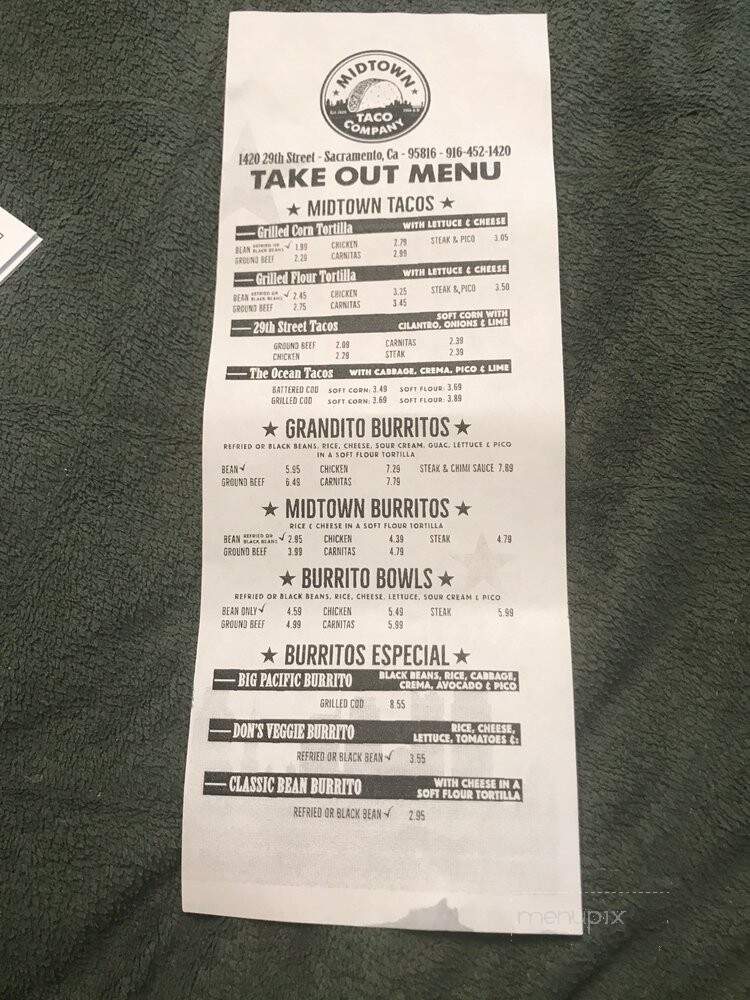 MIDTOWN
TACO
COMPANY
1420 29th Street - Sacramento, Ca - 95816 - 916-452-1420
TAKE OUT MENU
★ MIDTOWN TACOS ★
Grilled Corn Tortilla WITH LETTUCE & CHEESE
BEAN REFRIED OR BLACK BEANS ✓ 1.99 CHICKEN 2.79 STEAK & PICO 3.05
GROUND BEEF 2.29 CARNITAS 2.99
Grilled Flour Tortilla WITH LETTUCE & CHEESE
BEAN REFRIED OR BLACK BEANS ✓ 2.45 CHICKEN 3.25 STEAK & PICO 3.50
GROUND BEEF 2.75 CARNITAS 3.45
29th Street Tacos SOFT CORN WITH
CILANTRO, ONIONS & LIME
GROUND BEEF 2.09 CARNITAS 2.39
CHICKEN 2.29 STEAK 2.39
The Ocean Tacos WITH CABBAGE, CREMA, PICO & LIME
BATTERED COD SOFT CORN: 3.49 SOFT FLOUR: 3.69
GRILLED COD SOFT CORN: 3.69 SOFT FLOUR: 3.89
★ GRANDITO BURRITOS ★
REFRIED OR BLACK BEANS, RICE, CHEESE, SOUR CREAM, GUAC, LETTUCE & PICO
IN A SOFT FLOUR TORTILLA
BEAN ✓ 5.95 CHICKEN 7.29 STEAK & CHIMI SAUCE 7.89
GROUND BEEF 6.49 CARNITAS 7.79
★ MIDTOWN BURRITOS ★
RICE & CHEESE IN A SOFT FLOUR TORTILLA
BEAN REFRIED OR BLACK BEANS ✓ 2.95 CHICKEN 4.39 STEAK 4.79
GROUND BEEF 3.99 CARNITAS 4.79
★ BURRITO BOWLS ★
REFRIED OR BLACK BEANS, RICE, CHEESE, LETTUCE, SOUR CREAM & PICO
BEAN ONLY ✓ 4.59 CHICKEN 5.49 STEAK 5.99
GROUND BEEF 4.99 CARNITAS 5.99
★ BURRITOS ESPECIAL ★
BIG PACIFIC BURRITO BLACK BEANS, RICE, CABBAGE,
CREMA, AVOCADO & PICO
GRILLED COD 8.55
DON'S VEGGIE BURRITO RICE, CHEESE,
LETTUCE, TOMATOES &:
REFRIED OR BLACK BEAN ✓ 3.55
CLASSIC BEAN BURRITO WITH CHEESE IN A
SOFT FLOUR TORTILLA
REFRIED OR BLACK BEAN ✓ 2.95
menupix